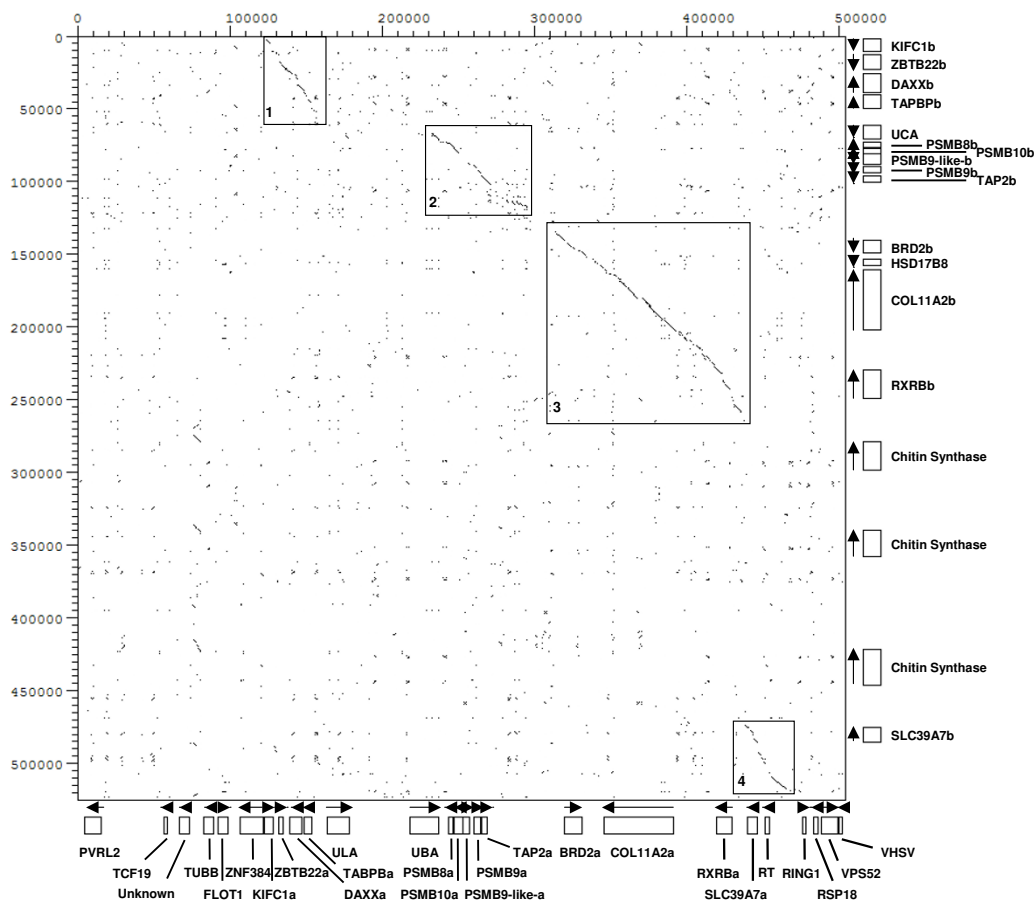 0 100000 200000 300000 400000 500000
0
50000
100000
150000
200000
250000
300000
350000
400000
450000
500000
1
2
3
4
KIFC1b
ZBTB22b
DAXXb
TAPBPb
UCA
PSMB8b
PSMB10b
PSMB9-like-b
PSMB9b
TAP2b
BRD2b
HSD17B8
COL11A2b
RXRBb
Chitin Synthase
Chitin Synthase
Chitin Synthase
SLC39A7b
PVRL2 ULA UBA TAP2a BRD2a COL11A2a RXRBa VHSV
TCF19 TUBB ZNF384 ZBTB22a TABPBa PSMB8a PSMB9a RT RING1 VPS52
Unknown FLOT1 KIFC1a DAXXa PSMB10a PSMB9-like-a SLC39A7a RSP18